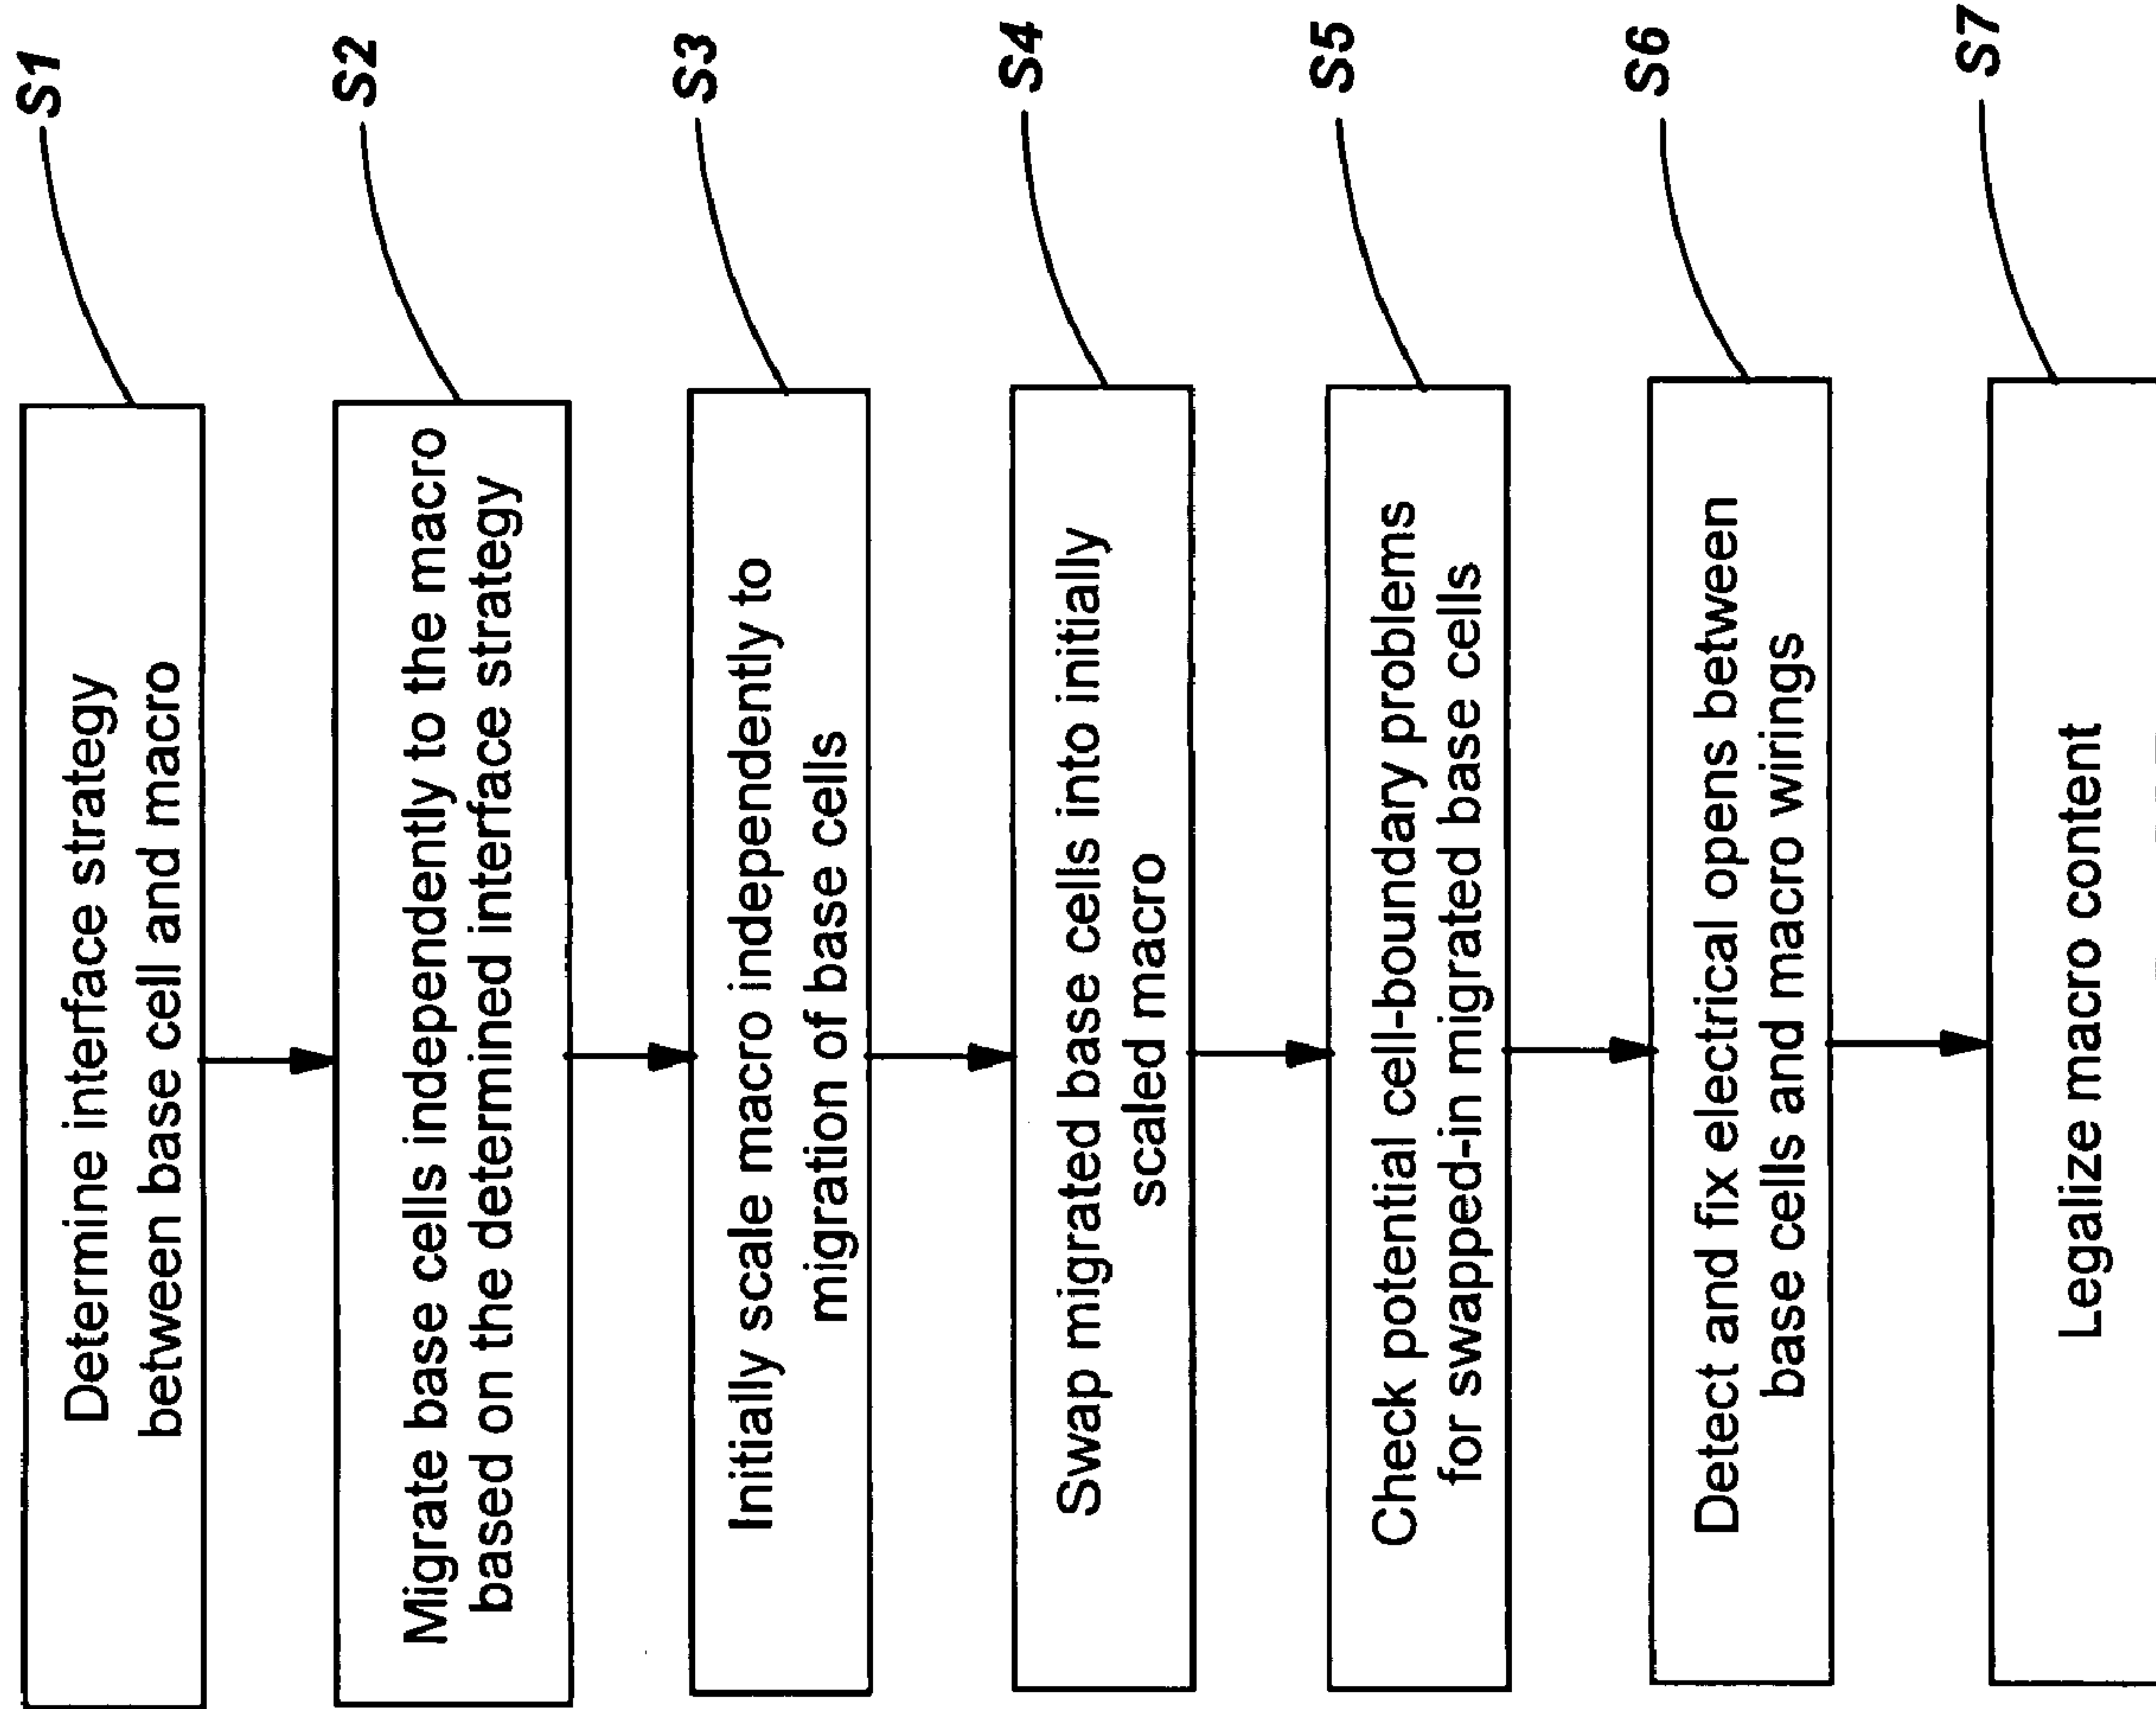 Determine interface strategy
between base cell and macro
S1
Migrate base cells independently to the macro
based on the determined interface strategy
S2
Initially scale macro independently to
migration of base cells
S3
Swap migrated base cells into initially
scaled macro
S4
Check potential cell-boundary problems
for swapped-in migrated base cells
S5
Detect and fix electrical opens between
base cells and macro wirings
S6
Legalize macro content
S7